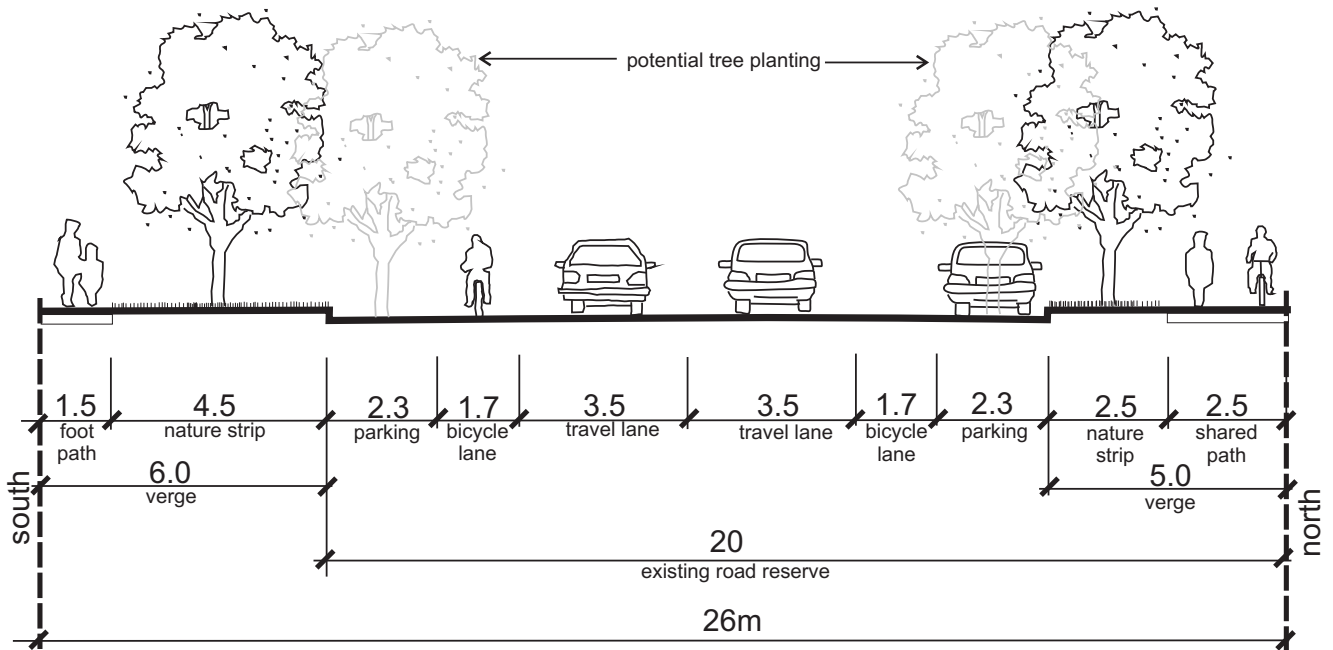 potential tree planting
1.5
foot
path
4.5
nature strip
2.3
parking
1.7
bicycle
lane
3.5
travel lane
3.5
travel lane
1.7
bicycle
lane
2.3
parking
2.5
nature
strip
2.5
shared
path
6.0
verge
5.0
verge
south
north
20
existing road reserve
26m